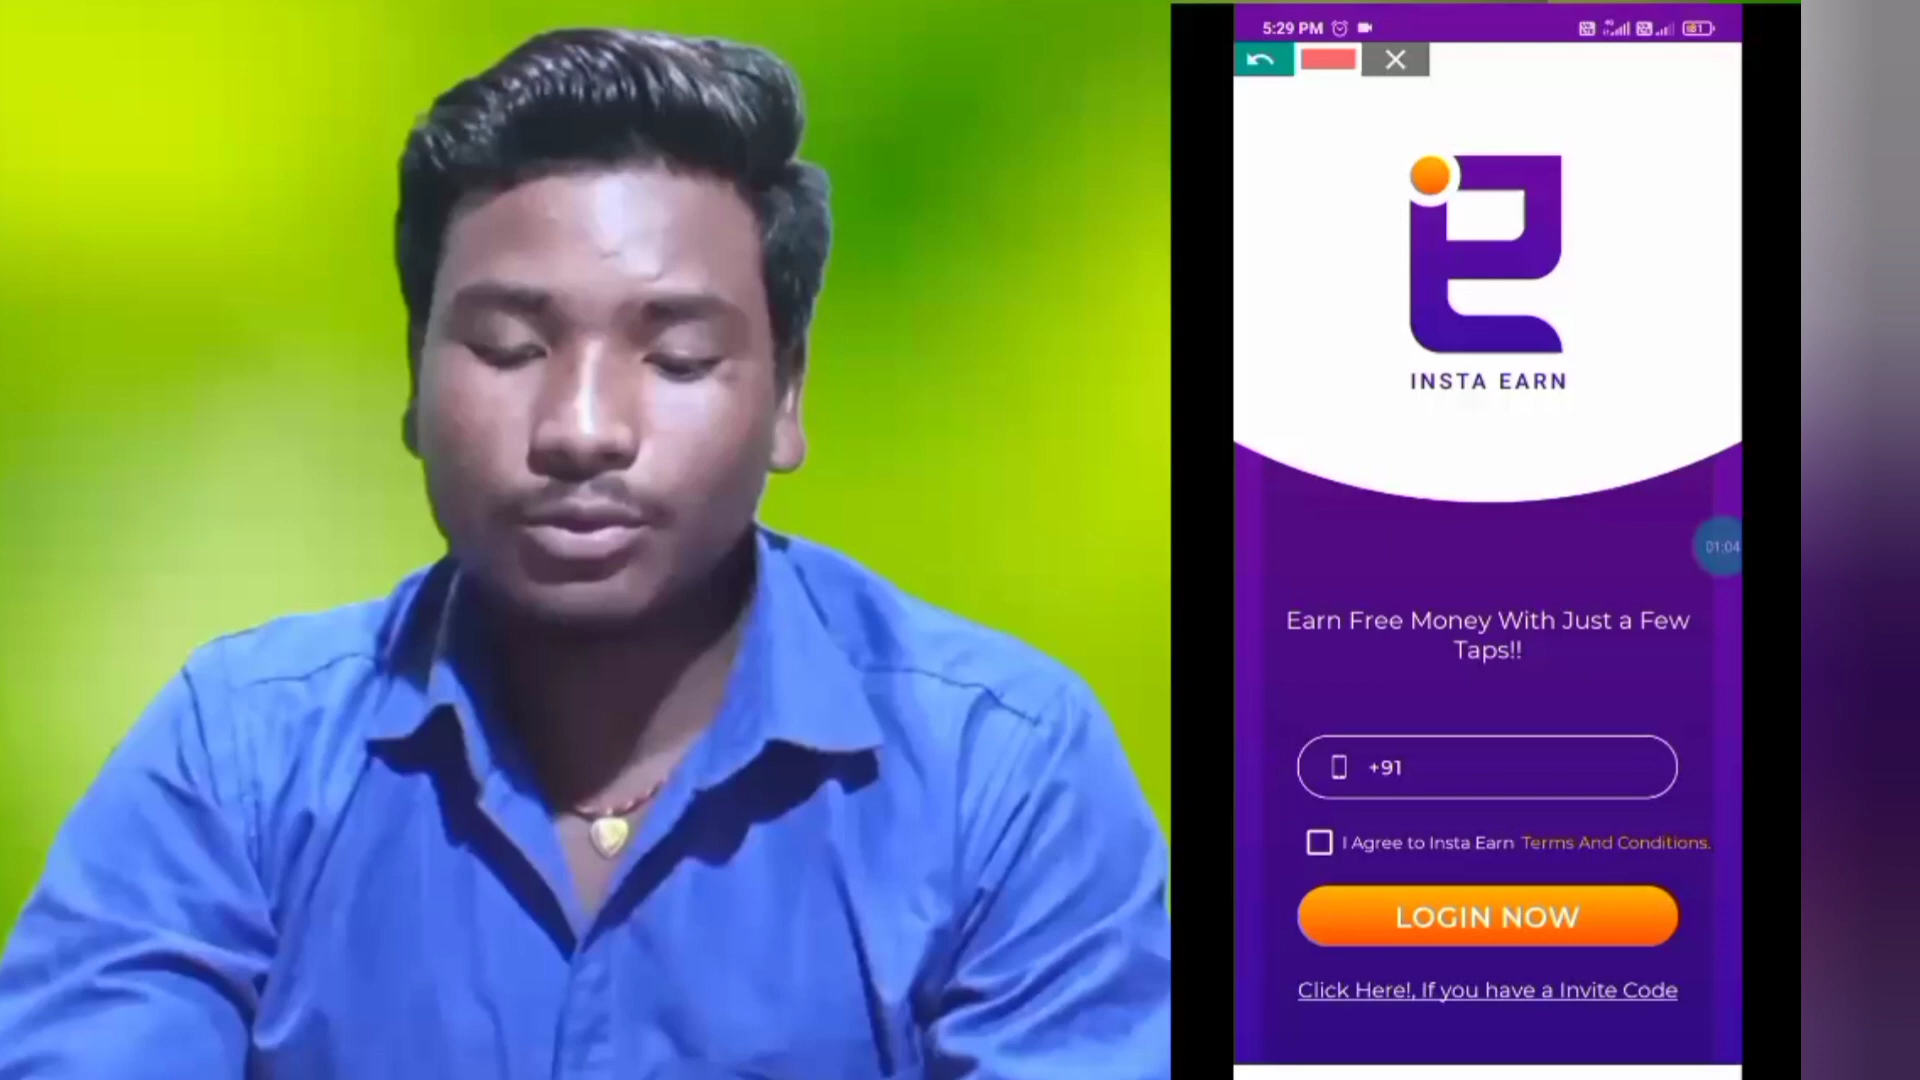 5:29 PM
INSTA EARN
01:04
Earn Free Money With Just a Few
Taps!!
+91
I Agree to Insta Earn Terms And Conditions.
LOGIN NOW
Click Here!, If you have a Invite Code